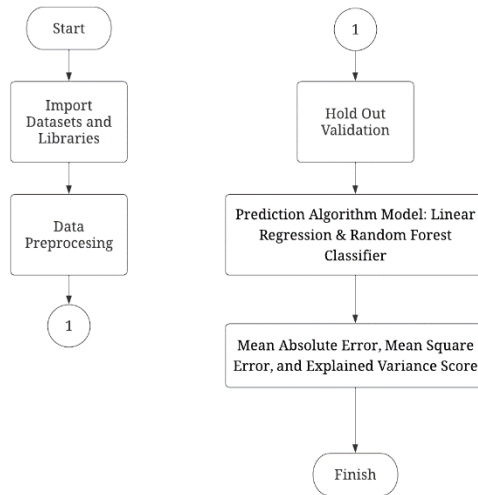 Start
Import
Datasets and
Libraries
Data
Preprocesing
1
1
Hold Out
Validation
Prediction Algorithm Model: Linear
Regression & Random Forest
Classifier
Mean Absolute Error, Mean Square
Error, and Explained Variance Score
Finish